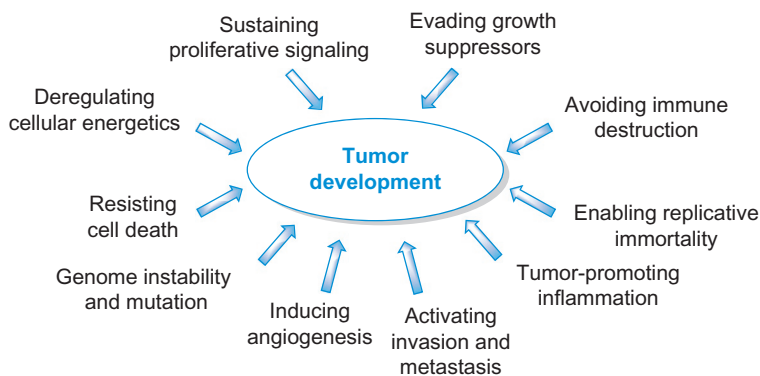 Sustaining
proliferative signaling
Evading growth
suppressors
Deregulating
cellular energetics
Avoiding immune
destruction
Tumor
development
Resisting
cell death
Enabling replicative
immortality
Genome instability
and mutation
Tumor-promoting
inflammation
Inducing
angiogenesis
Activating
invasion and
metastasis